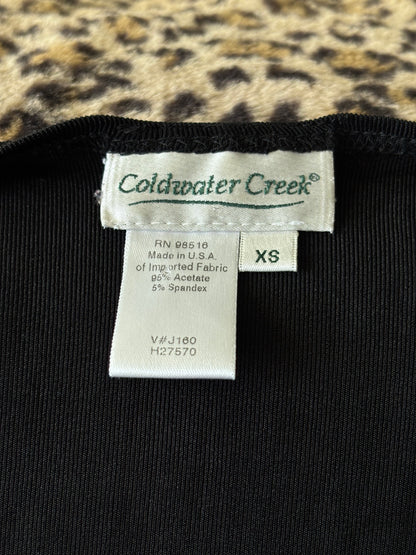 Coldwater Creek®
RN 98516
Made in U.S.A.
of Imported Fabric
95% Acetate
5% Spandex
XS
V#J160
H27570